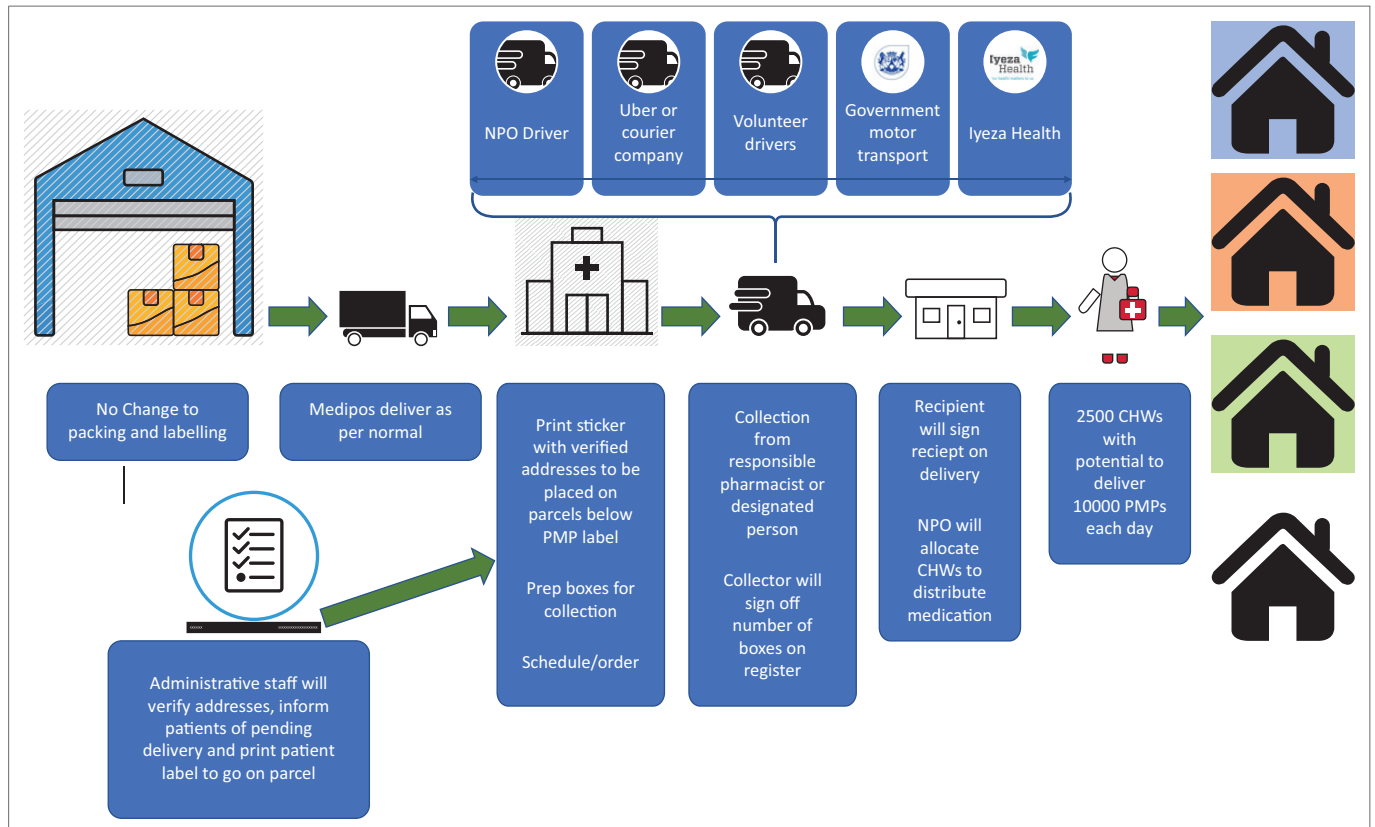 NPO Driver
Uber or
courier
company
Volunteer
drivers
Government
motor
transport
Iyeza
Health
Iyeza Health
No Change to
packing and labelling
Medipos deliver as
per normal
Print sticker
with verified
addresses to be
placed on
parcels below
PMP label
Prep boxes for
collection
Schedule/order
Collection
from
responsible
pharmacist or
designated
person
Collector will
sign off
number of
boxes on
register
Recipient
will sign
reciept on
delivery
NPO will
allocate
CHWs to
distribute
medication
2500 CHWs
with
potential to
deliver
10000 PMPs
each day
Administrative staff will
verify addresses, inform
patients of pending
delivery and print patient
label to go on parcel